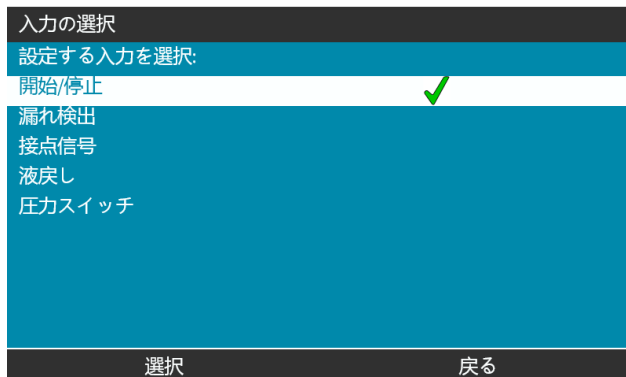 入力の選択
設定する入力を選択:
開始/停止
漏れ検出
接点信号
液戻し
圧力スイッチ
選択 戻る